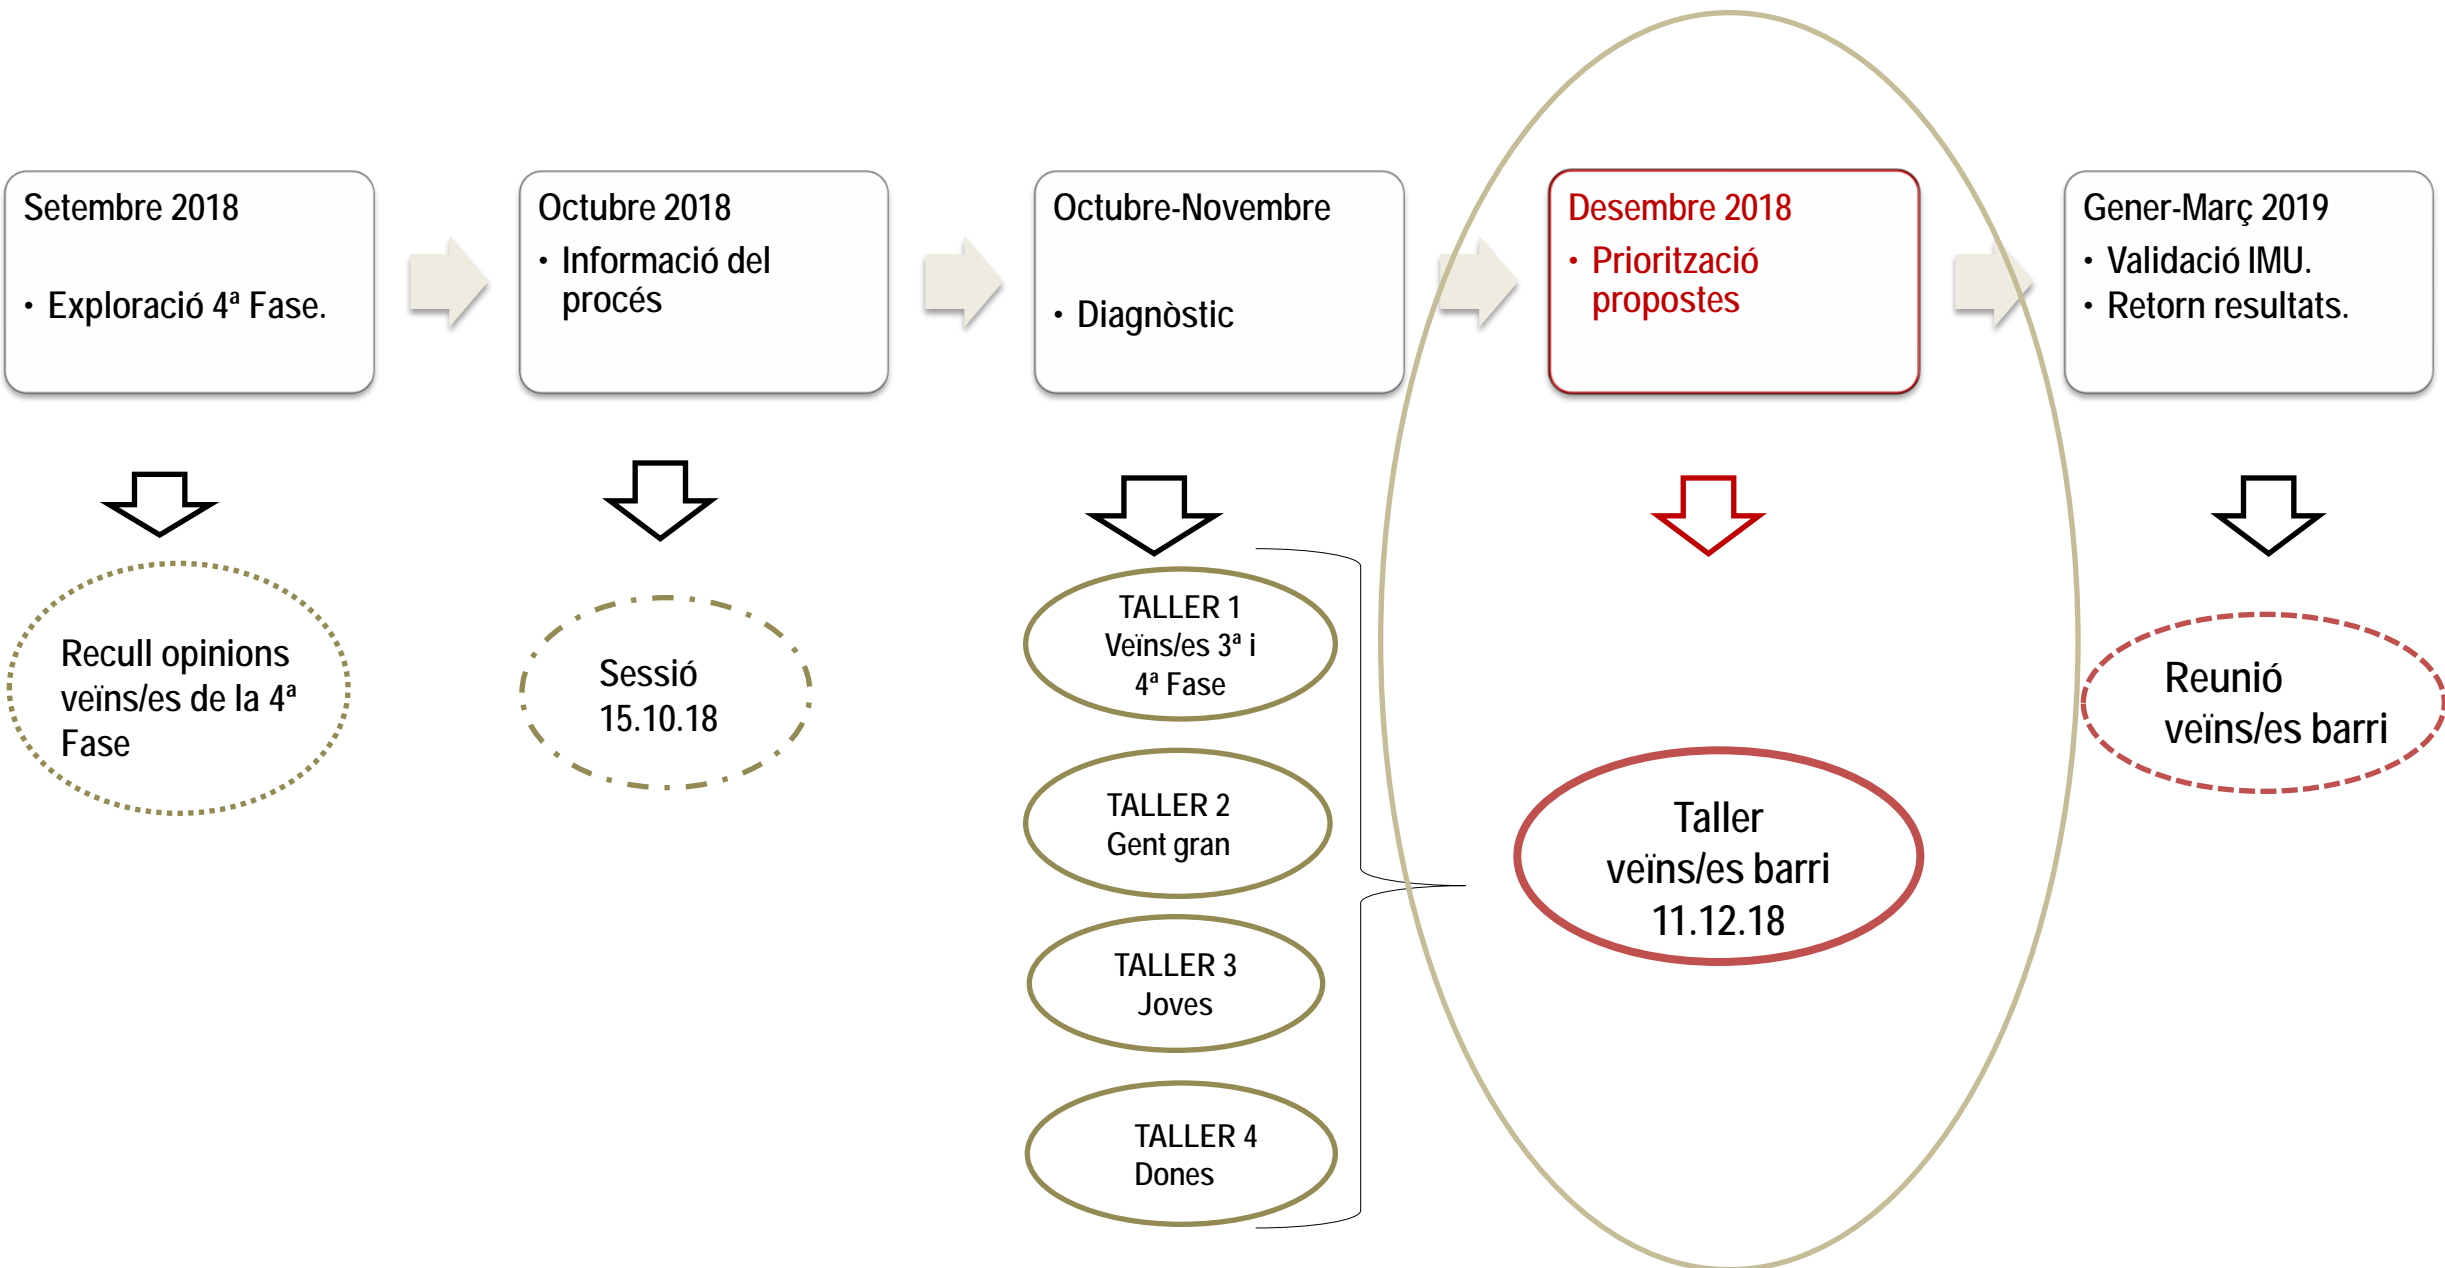 Setembre 2018
• Exploració 4ª Fase.
Octubre 2018
• Informació del
procés
Octubre-Novembre
• Diagnòstic
Desembre 2018
• Priorització
propostes
Gener-Març 2019
• Validació IMU.
• Retorn resultats.
Recull opinions
veïns/es de la 4ª
Fase
Sessió
15.10.18
TALLER 1
Veïns/es 3ª i
4ª Fase
TALLER 2
Gent gran
TALLER 3
Joves
TALLER 4
Dones
Taller
veïns/es barri
11.12.18
Reunió
veïns/es barri